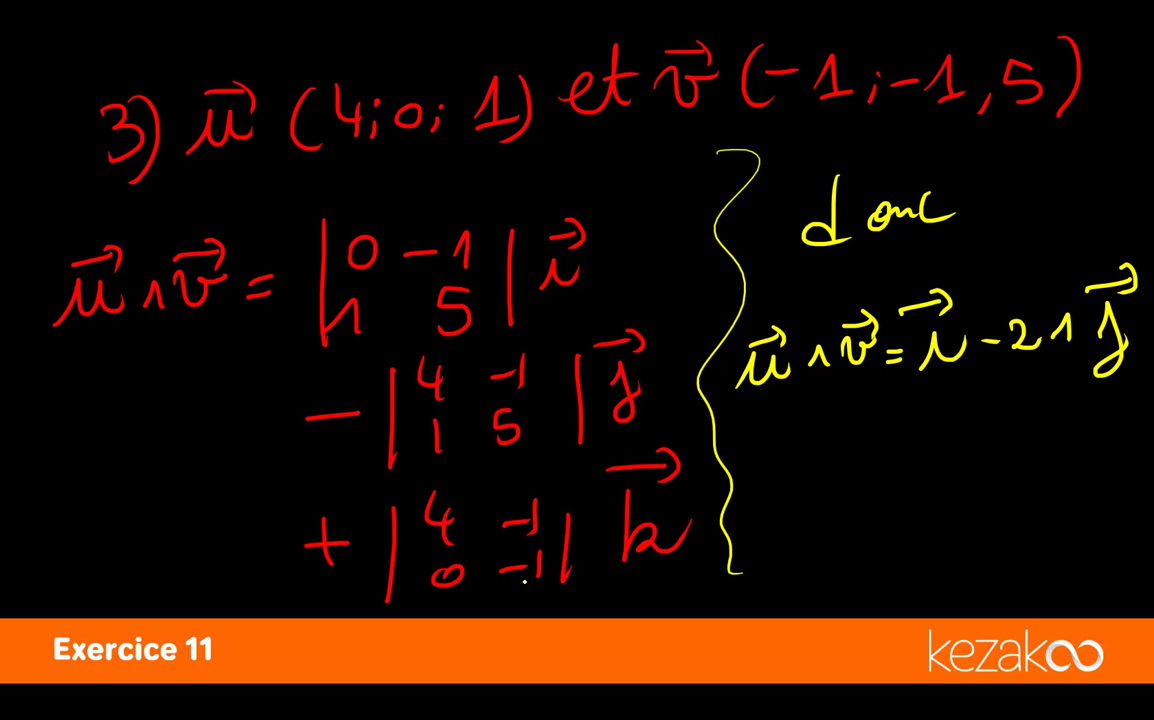 3) u⃗ (4; 0; 1) et v⃗ (-1; -1, 5)
u⃗ ∧ v⃗ = | 0 -1 | i⃗
| 1 5 |
- | 4 -1 | j⃗
| 1 5 |
+ | 4 -1 | k⃗
| 0 -1 |
donc
u⃗ ∧ v⃗ = i⃗ - 21 j⃗
Exercice 11
kezakoo